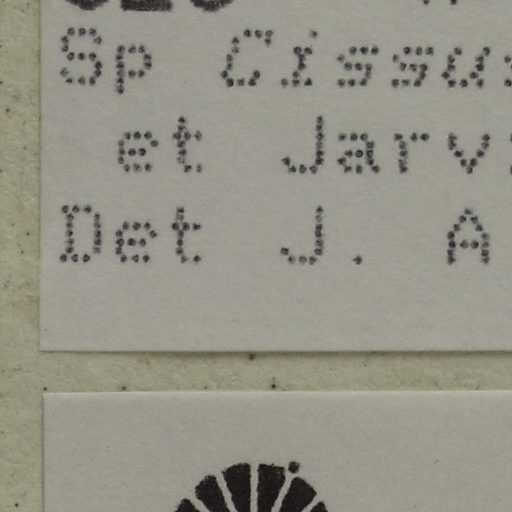 Sp Cissus
et Jarv
Det J. A